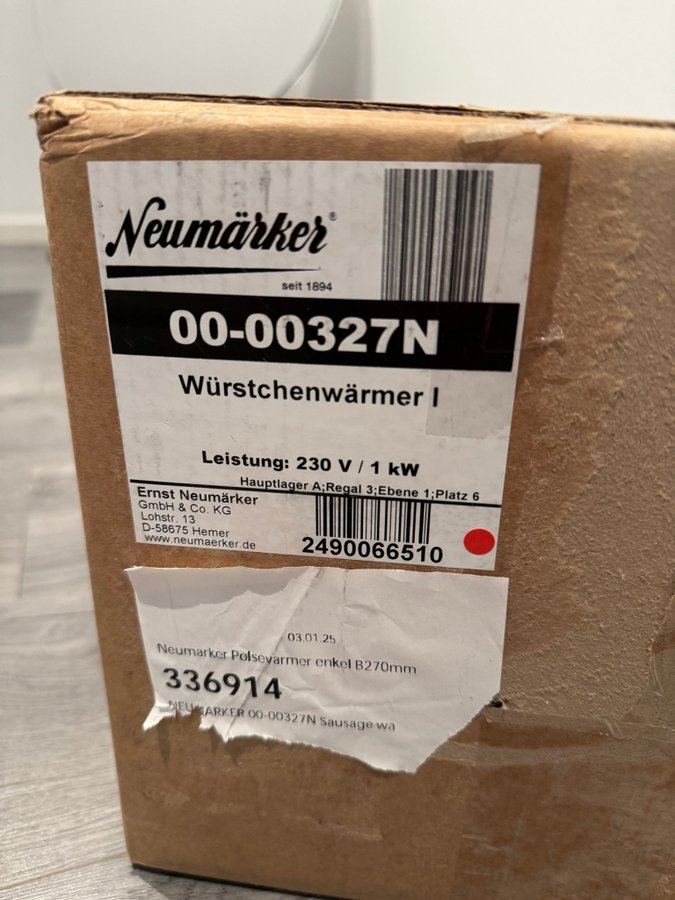 Neumärker®
seit 1894
00-00327N
Würstchenwärmer I
Leistung: 230 V / 1 kW
Hauptlager A;Regal 3;Ebene 1;Platz 6
Ernst Neumärker
GmbH & Co. KG
Lohstr. 13
D-58675 Hemer
www.neumaerker.de
2490066510
03.01.25
Neumarker Polsevarmer enkel B270mm
336914
NEUMARKER 00-00327N Sausage wa